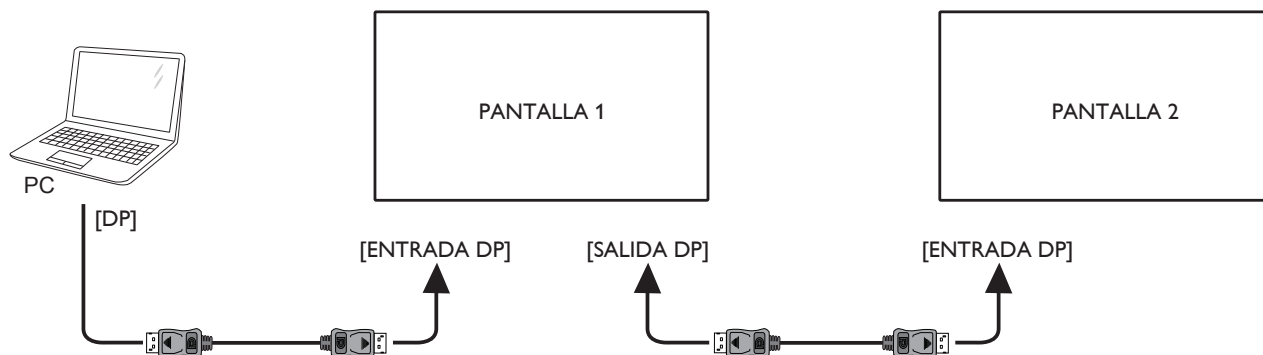 PANTALLA 1
PANTALLA 2
PC
[DP]
[ENTRADA DP]
[SALIDA DP]
[ENTRADA DP]